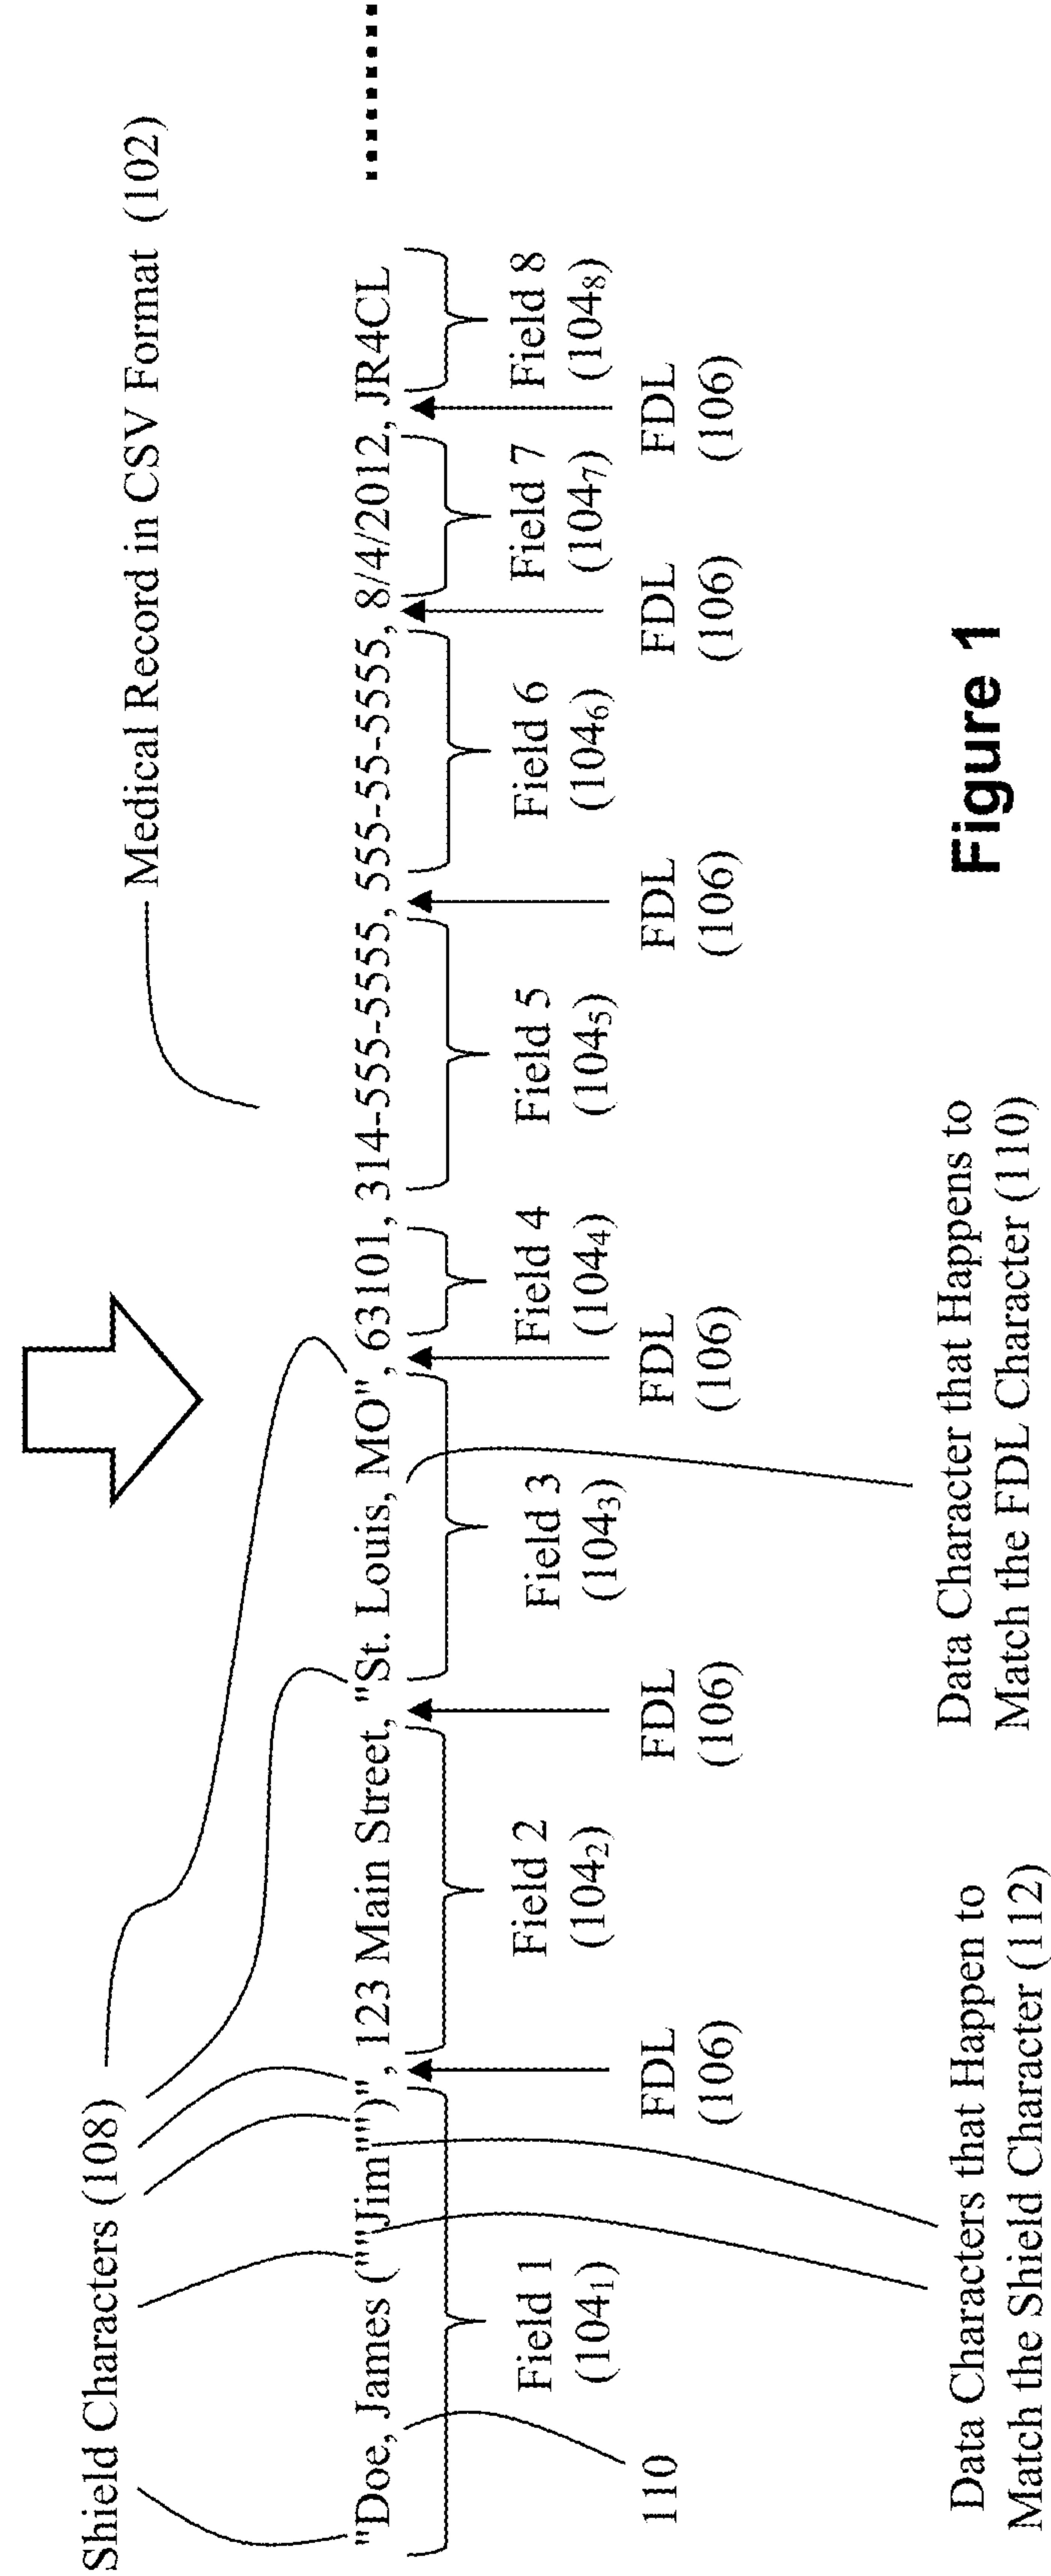 Shield Characters (108)
Medical Record in CSV Format (102)
"Doe, James (""Jim"")", 123 Main Street, "St. Louis, MO", 63101, 314-555-5555, 555-55-5555, 8/4/2012, JR4CL ........
Field 1 Field 2 Field 3 Field 4 Field 5 Field 6 Field 7 Field 8
(104₁) (104₂) (104₃) (104₄) (104₅) (104₆) (104₇) (104₈)
110 FDL FDL FDL FDL FDL FDL
(106) (106) (106) (106) (106) (106)
Data Characters that Happen to
Match the Shield Character (112)
Data Character that Happens to
Match the FDL Character (110)
Figure 1